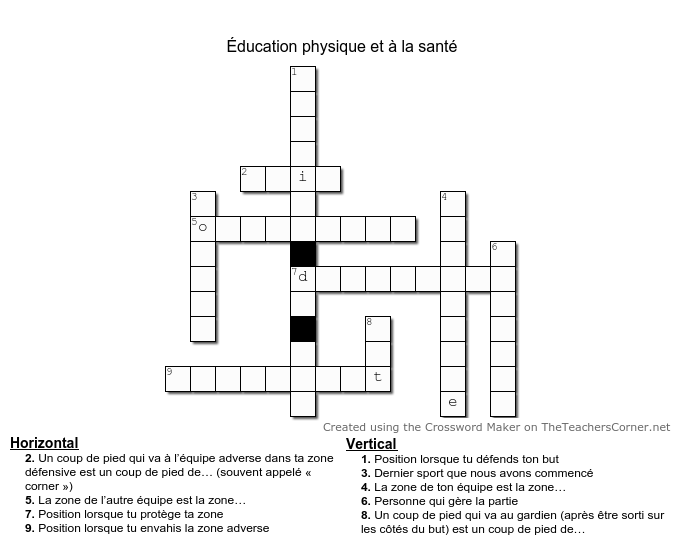 Éducation physique et à la santé
1
2 i
3 4
5 o
6
7 d
8
9 t
e
Created using the Crossword Maker on TheTeachersCorner.net
Horizontal
2. Un coup de pied qui va à l'équipe adverse dans ta zone
défensive est un coup de pied de… (souvent appelé «
corner »)
5. La zone de l'autre équipe est la zone…
7. Position lorsque tu protège ta zone
9. Position lorsque tu envahis la zone adverse
Vertical
1. Position lorsque tu défends ton but
3. Dernier sport que nous avons commencé
4. La zone de ton équipe est la zone…
6. Personne qui gère la partie
8. Un coup de pied qui va au gardien (après être sorti sur
les côtés du but) est un coup de pied de…